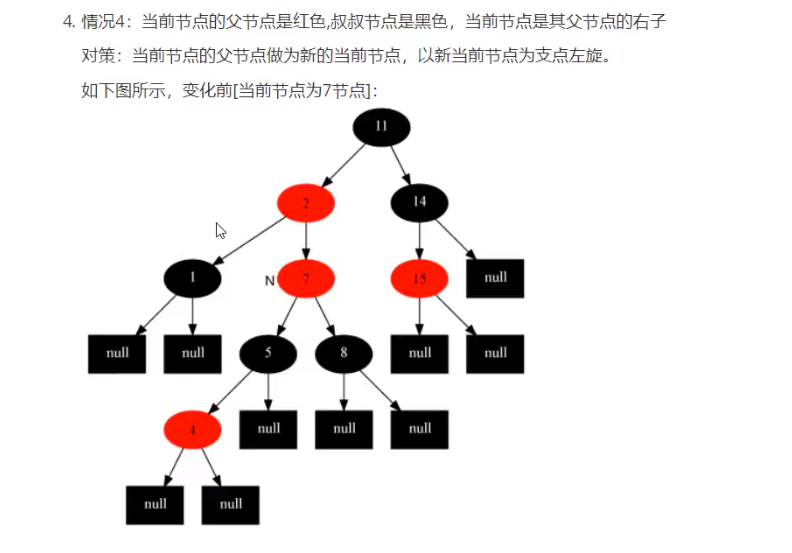 4. 情况4：当前节点的父节点是红色,叔叔节点是黑色，当前节点是其父节点的右子
对策：当前节点的父节点做为新的当前节点，以新当前节点为支点左旋。
如下图所示，变化前[当前节点为7节点]：
11
2
14
1
N
7
15
null
null
null
5
8
null
null
4
null
null
null
null
null